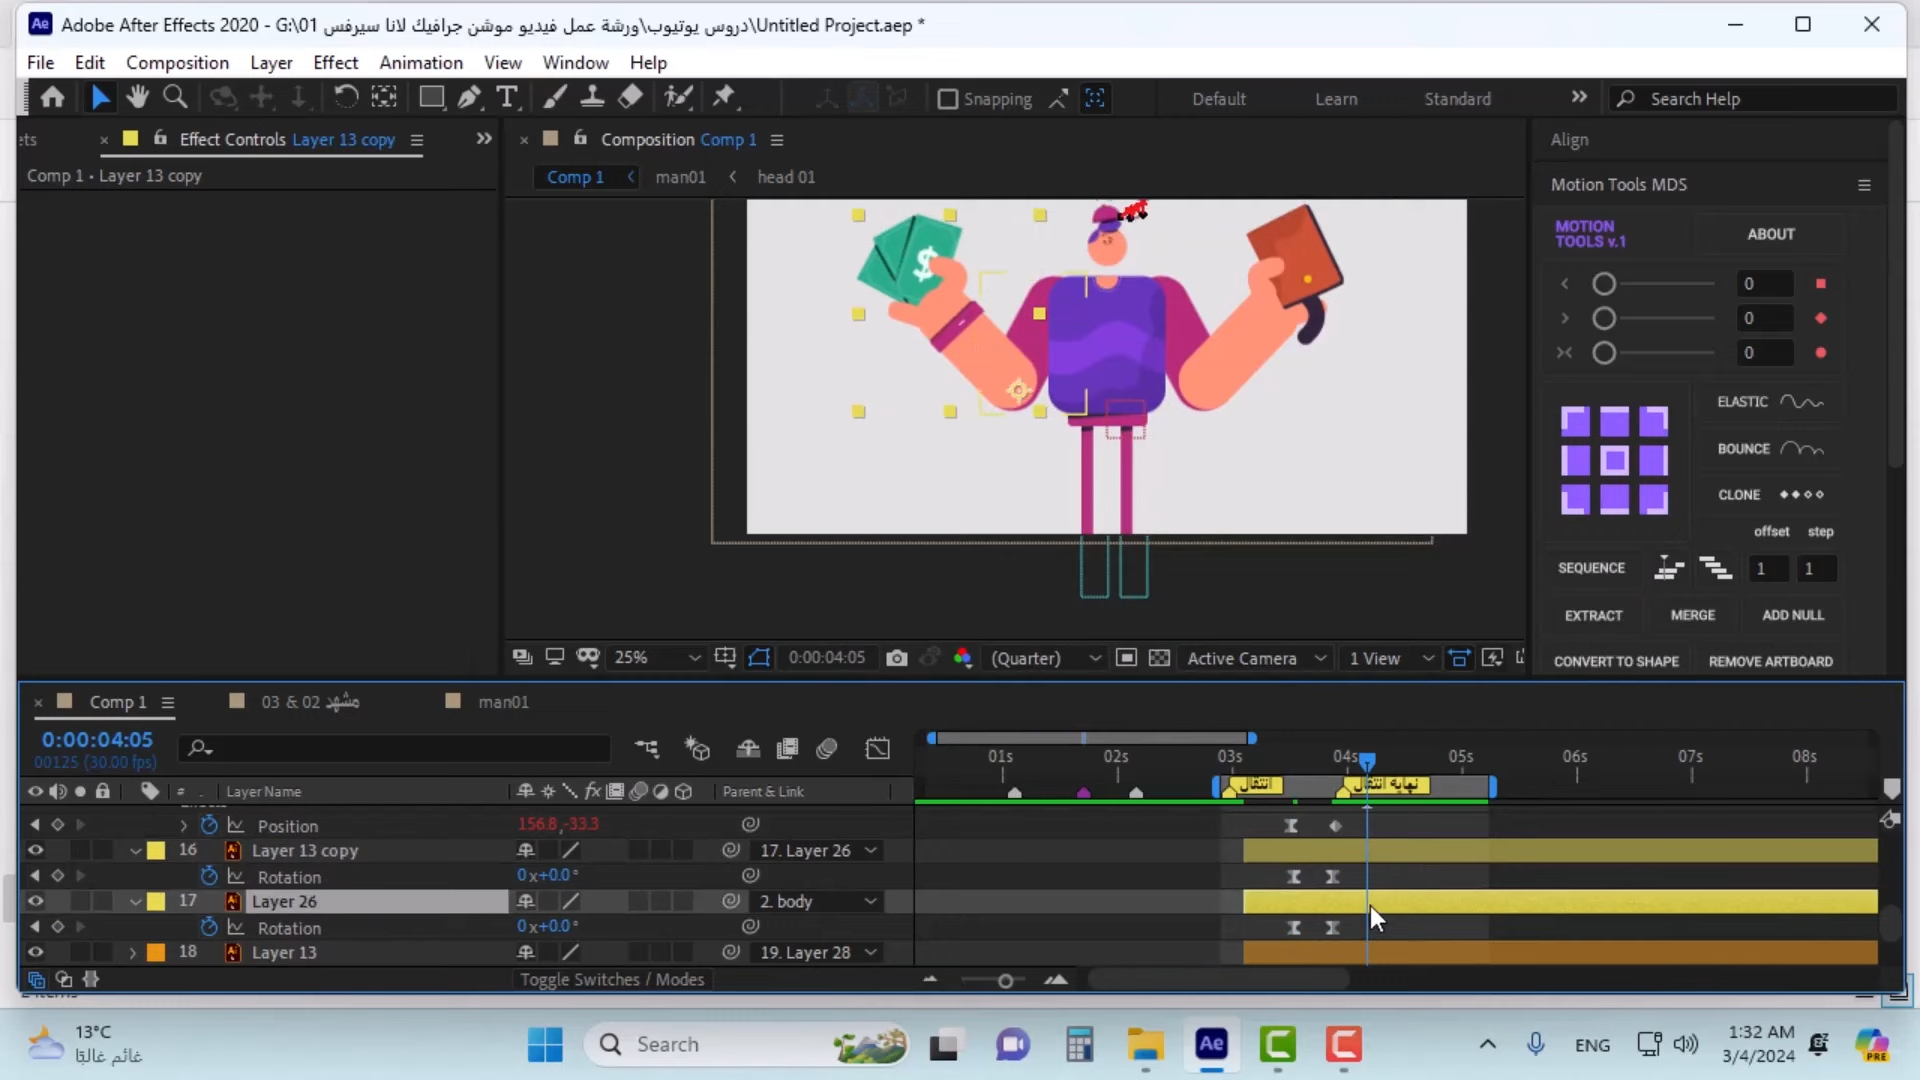 Ae Adobe After Effects 2020 - G:\01 دروس يوتيوب\ورشة عمل فيديو موشن جرافيك لانا سيرفس\Untitled Project.aep *
File Edit Composition Layer Effect Animation View Window Help
Snapping Default Learn Standard Search Help
Effect Controls Layer 13 copy
Composition Comp 1
Align
Comp 1 • Layer 13 copy
Comp 1 man01 head 01
Motion Tools MDS
MOTION TOOLS v.1 ABOUT
0
0
0
$
ELASTIC
BOUNCE
CLONE
offset step
SEQUENCE 1 1
EXTRACT MERGE ADD NULL
CONVERT TO SHAPE REMOVE ARTBOARD
25% 0:00:04:05 (Quarter) Active Camera 1 View
Comp 1 مشهد 02 & 03 man01
0:00:04:05
00125 (30.00 fps)
01s 02s 03s 04s 05s 06s 07s 08s
انتقال نهاية انتقال
# Layer Name Parent & Link
Position 156.8,-33.3
16 Layer 13 copy 17. Layer 26
Rotation 0x+0.0°
17 Layer 26 2. body
Rotation 0x+0.0°
18 Layer 13 19. Layer 28
Toggle Switches / Modes
13°C
غائم غالبًا
Search
Ae
ENG
1:32 AM
3/4/2024
PRE